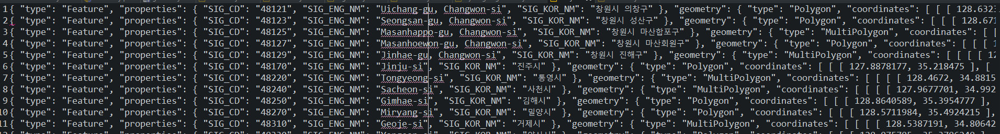 1 { "type": "Feature", "properties": { "SIG_CD": "48121", "SIG_ENG_NM": "Uichang-gu, Changwon-si", "SIG_KOR_NM": "창원시 의창구" }, "geometry": { "type": "Polygon", "coordinates": [ [ [ 128.632
2 { "type": "Feature", "properties": { "SIG_CD": "48123", "SIG_ENG_NM": "Seongsan-gu, Changwon-si", "SIG_KOR_NM": "창원시 성산구" }, "geometry": { "type": "Polygon", "coordinates": [ [ [ 128.671
3 { "type": "Feature", "properties": { "SIG_CD": "48125", "SIG_ENG_NM": "Masanhappo-gu, Changwon-si", "SIG_KOR_NM": "창원시 마산합포구" }, "geometry": { "type": "MultiPolygon", "coordinates": [ [
4 { "type": "Feature", "properties": { "SIG_CD": "48127", "SIG_ENG_NM": "Masanhoewon-gu, Changwon-si", "SIG_KOR_NM": "창원시 마산회원구" }, "geometry": { "type": "Polygon", "coordinates": [ [ [ 1
5 { "type": "Feature", "properties": { "SIG_CD": "48129", "SIG_ENG_NM": "Jinhae-gu, Changwon-si", "SIG_KOR_NM": "창원시 진해구" }, "geometry": { "type": "MultiPolygon", "coordinates": [ [ [ [ 12
6 { "type": "Feature", "properties": { "SIG_CD": "48170", "SIG_ENG_NM": "Jinju-si", "SIG_KOR_NM": "진주시" }, "geometry": { "type": "Polygon", "coordinates": [ [ [ 127.8878177, 35.218475 ], [
7 { "type": "Feature", "properties": { "SIG_CD": "48220", "SIG_ENG_NM": "Tongyeong-si", "SIG_KOR_NM": "통영시" }, "geometry": { "type": "MultiPolygon", "coordinates": [ [ [ [ 128.4672, 34.8815
8 { "type": "Feature", "properties": { "SIG_CD": "48240", "SIG_ENG_NM": "Sacheon-si", "SIG_KOR_NM": "사천시" }, "geometry": { "type": "MultiPolygon", "coordinates": [ [ [ [ 127.9677701, 34.992
9 { "type": "Feature", "properties": { "SIG_CD": "48250", "SIG_ENG_NM": "Gimhae-si", "SIG_KOR_NM": "김해시" }, "geometry": { "type": "Polygon", "coordinates": [ [ [ 128.8640589, 35.3954777 ],
10 { "type": "Feature", "properties": { "SIG_CD": "48270", "SIG_ENG_NM": "Miryang-si", "SIG_KOR_NM": "밀양시" }, "geometry": { "type": "Polygon", "coordinates": [ [ [ 128.5711984, 35.4924215 ],
11 { "type": "Feature", "properties": { "SIG_CD": "48310", "SIG_ENG_NM": "Geoje-si", "SIG_KOR_NM": "거제시" }, "geometry": { "type": "MultiPolygon", "coordinates": [ [ [ [ 128.5387191, 34.80642